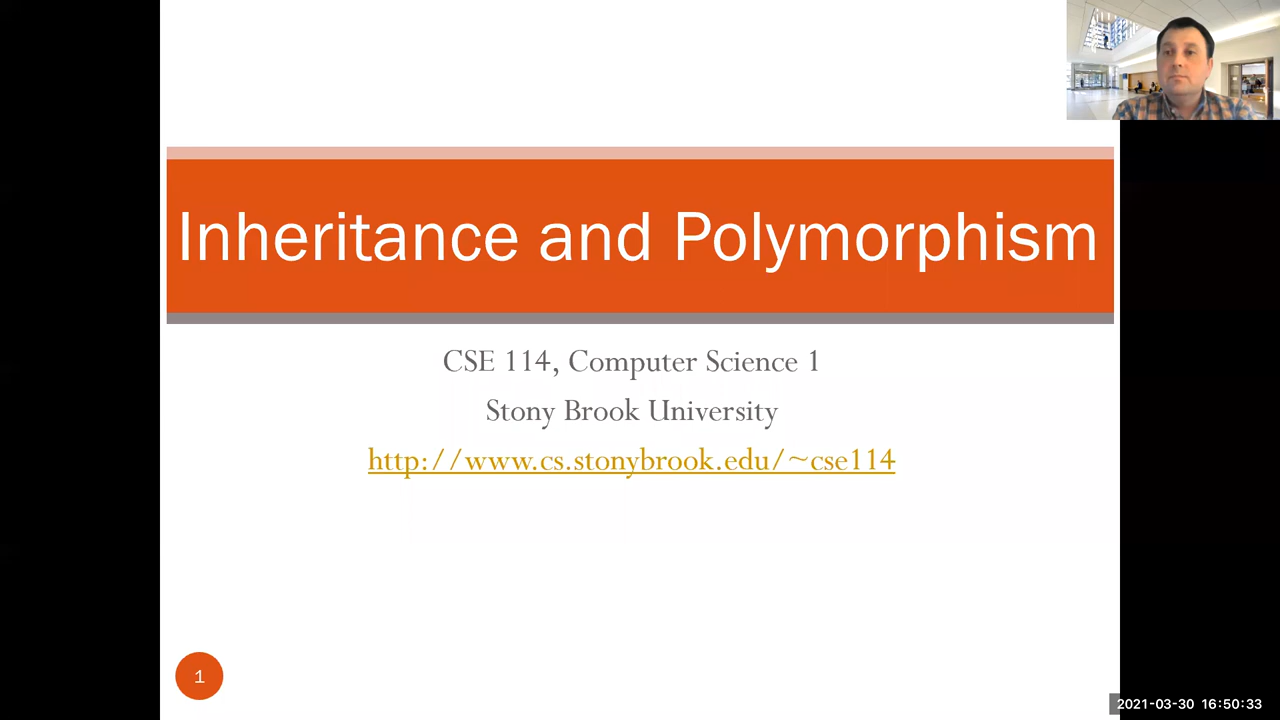 Inheritance and Polymorphism
CSE 114, Computer Science 1
Stony Brook University
http://www.cs.stonybrook.edu/~cse114
1
2021-03-30 16:50:33